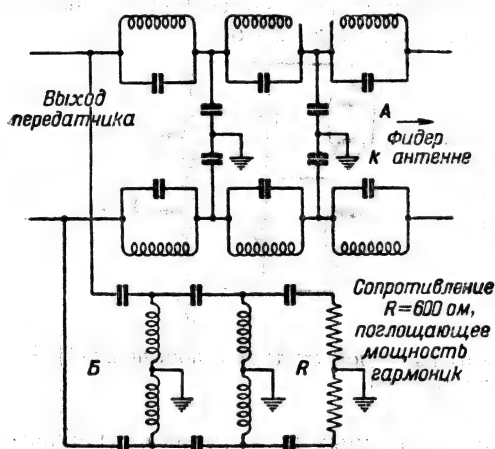 Выход
передатчика
А
Фидер
к антенне
Сопротивление
R=600 ом,
поглощающее
мощность
гармоник
Б
R